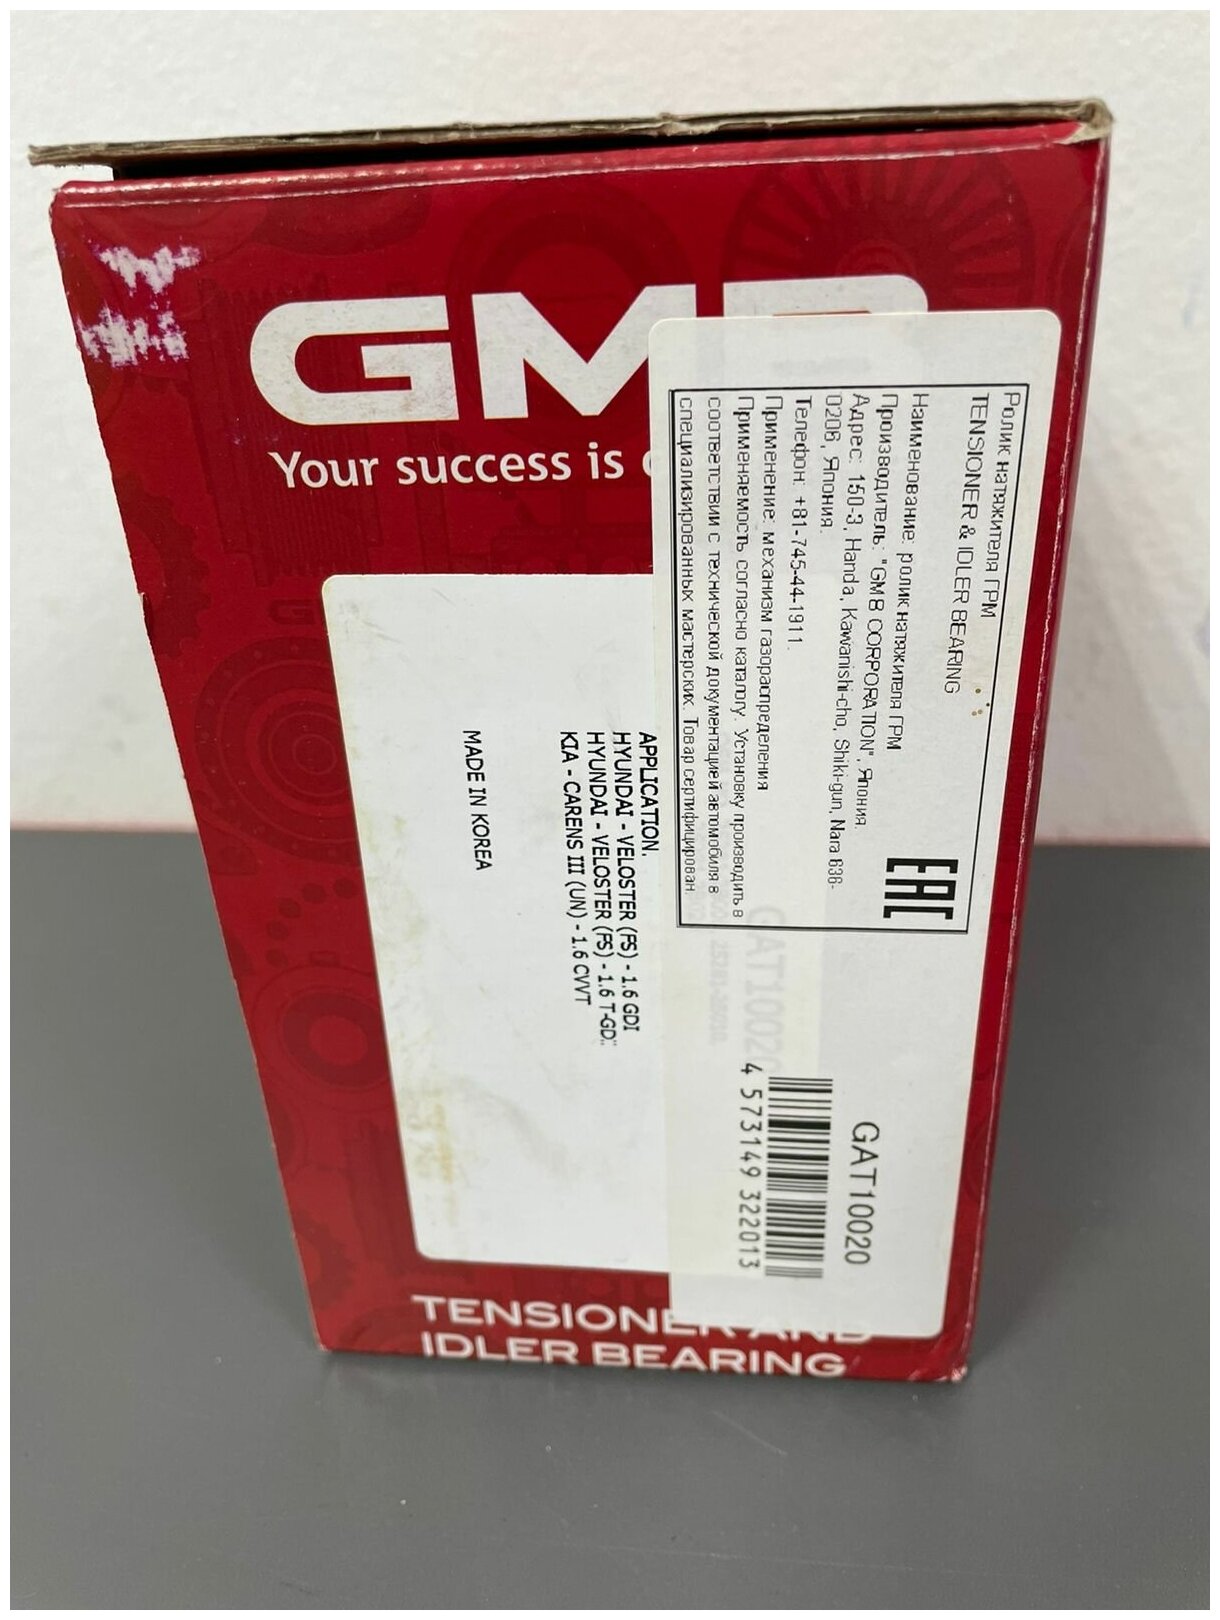 GMB
Your success is
Ролик натяжителя ГРМ
TENSIONER & IDLER BEARING
Наименование: ролик натяжителя ГРМ
Производитель: "GMB CORPORATION", Япония.
Адрес: 150-3, Handa, Kawanishi-cho, Shiki-gun, Nara 636-
0206, Япония.
Телефон: +81-745-44-1911.
Применение: механизм газораспределения
Применяемость согласно каталогу. Установку производить в
соответствии с технической документацией автомобиля в
специализированных мастерских. Товар сертифицирован.
EAC
GAT10020
4 573149 322013
GAT10020
APPLICATION.
HYUNDAI - VELOSTER (FS) - 1.6 GDI
HYUNDAI - VELOSTER (FS) - 1.6 T-GD..
KIA - CARENS III (UN) - 1.6 CVVT
MADE IN KOREA
TENSIONER AND
IDLER BEARING